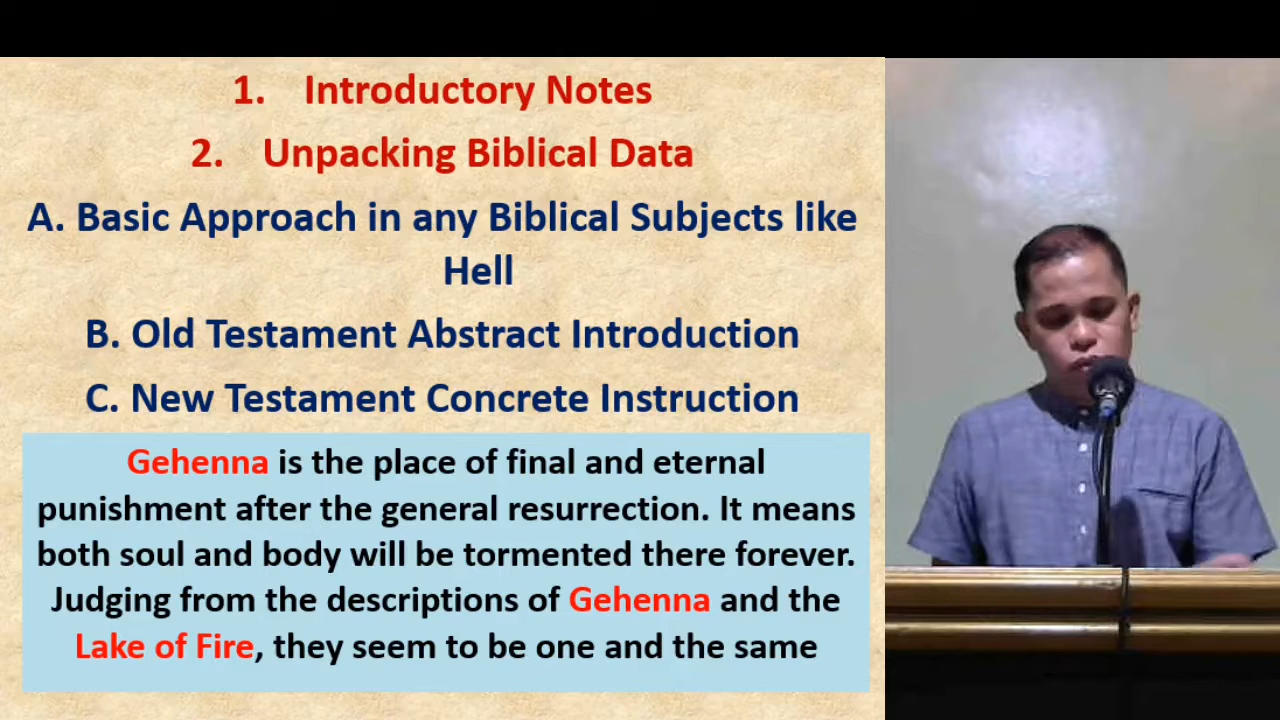 1. Introductory Notes
2. Unpacking Biblical Data
A. Basic Approach in any Biblical Subjects like
Hell
B. Old Testament Abstract Introduction
C. New Testament Concrete Instruction
Gehenna is the place of final and eternal
punishment after the general resurrection. It means
both soul and body will be tormented there forever.
Judging from the descriptions of Gehenna and the
Lake of Fire, they seem to be one and the same